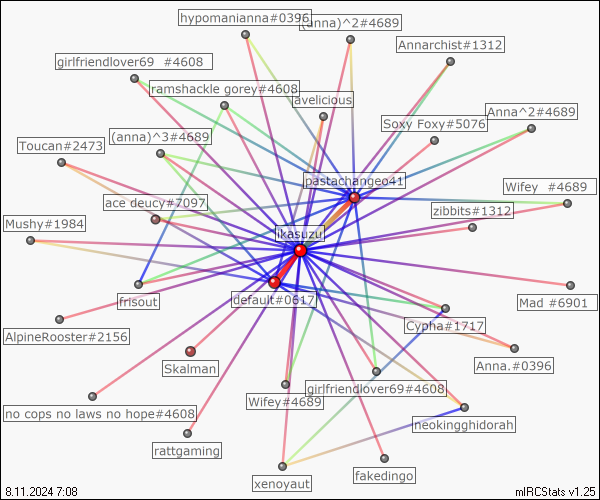 hypomanianna#0396
(anna)^2#4689
Annarchist#1312
girlfriendlover69 #4608
ramshackle gorey#4608
avelicious
Soxy Foxy#5076
Anna^2#4689
Toucan#2473
(anna)^3#4689
pastachangeo41
Wifey #4689
ace deucy#7097
zibbits#1312
Mushy#1984
ikasuzu
frisout
default#0617
Mad #6901
Cypha#1717
AlpineRooster#2156
Skalman
Anna.#0396
girlfriendlover69#4608
Wifey#4689
no cops no laws no hope#4608
neokingghidorah
rattgaming
fakedingo
xenoyaut
8.11.2024 7:08
mIRCStats v1.25